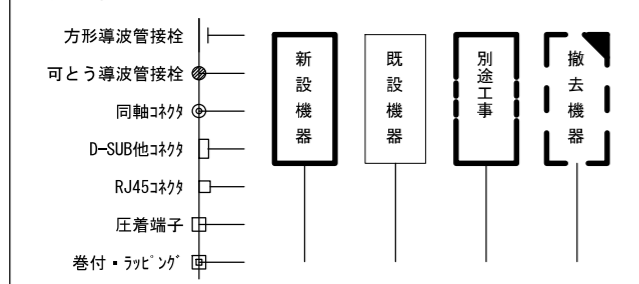 方形導波管接栓
可とう導波管接栓
同軸ｺﾈｸﾀ
D-SUB他ｺﾈｸﾀ
RJ45ｺﾈｸﾀ
圧着端子
巻付・ﾗｯﾋﾟﾝｸﾞ
新設機器
既設機器
別途工事
撤去機器